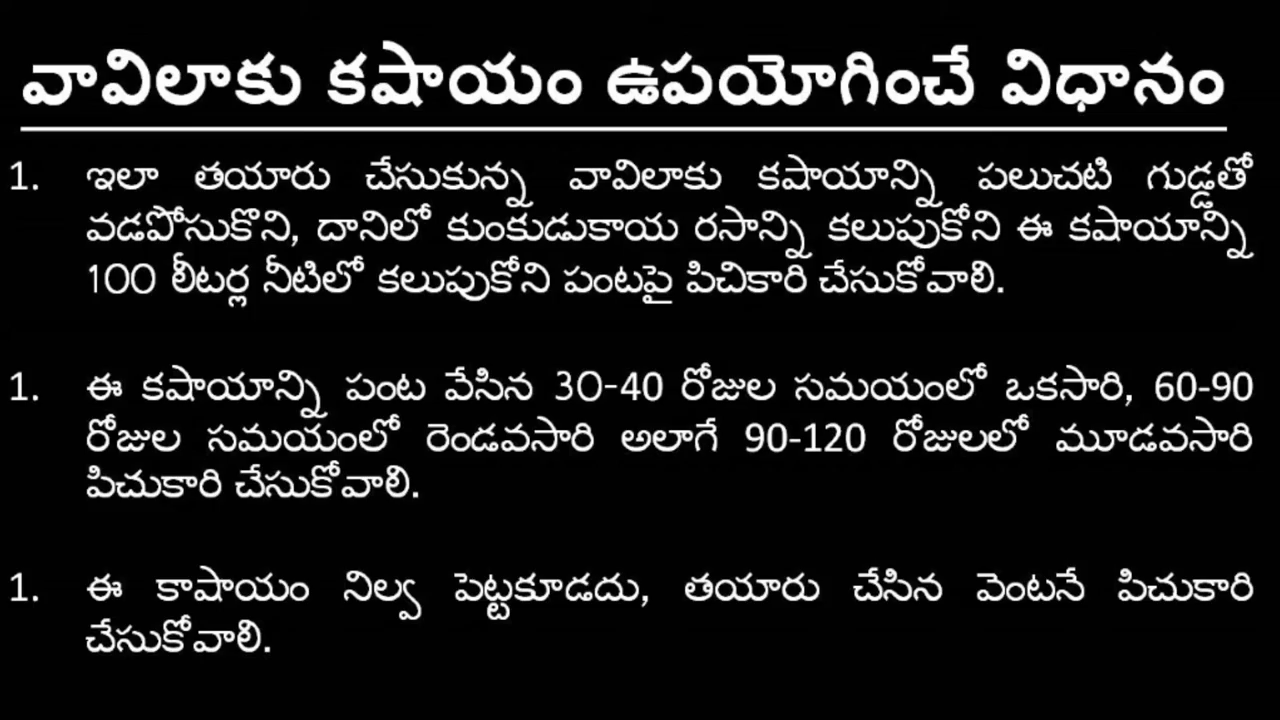 వావిలాకు కషాయం ఉపయోగించే విధానం
1. ఇలా తయారు చేసుకున్న వావిలాకు కషాయాన్ని పలుచటి గుడ్డతో
వడపోసుకొని, దానిలో కుంకుడుకాయ రసాన్ని కలుపుకోని ఈ కషాయాన్ని
100 లీటర్ల నీటిలో కలుపుకోని పంటపై పిచికారి చేసుకోవాలి.
1. ఈ కషాయాన్ని పంట వేసిన 30-40 రోజుల సమయంలో ఒకసారి, 60-90
రోజుల సమయంలో రెండవసారి అలాగే 90-120 రోజులలో మూడవసారి
పిచుకారి చేసుకోవాలి.
1. ఈ కాషాయం నిల్వ పెట్టకూడదు, తయారు చేసిన వెంటనే పిచుకారి
చేసుకోవాలి.